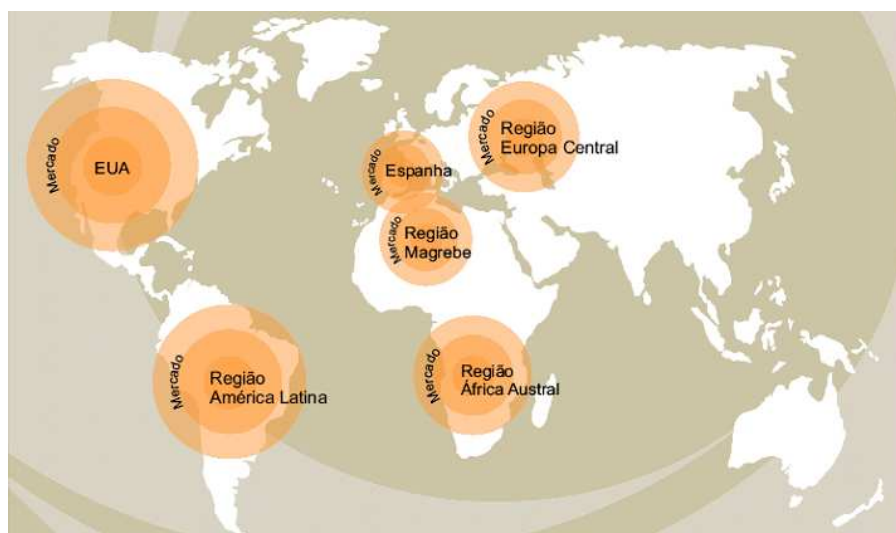 Mercado
EUA
Mercado
Espanha
Mercado
Região
Europa Central
Mercado
Região
Magrebe
Mercado
Região
América Latina
Mercado
Região
África Austral